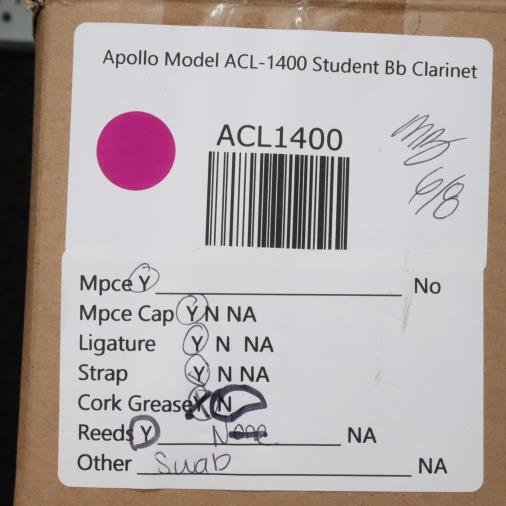 Apollo Model ACL-1400 Student Bb Clarinet
ACL1400
6/8
Mpce Y No
Mpce Cap Y N NA
Ligature Y N NA
Strap Y N NA
Cork Grease Y N
Reeds Y None NA
Other Swab NA